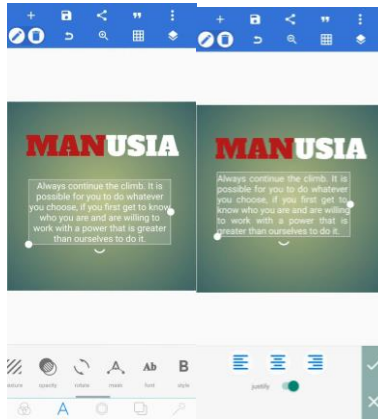 MANUSIA
Always continue the climb. It is
possible for you to do whatever
you choose, if you first get to know
who you are and are willing to
work with a power that is greater
than ourselves to do it.
texture
opacity
rotate
mask
Ab
font
B
style
A
MANUSIA
Always continue the climb. It is
possible for you to do whatever
you choose, if you first get to
know who you are and are willing
to work with a power that is
greater than ourselves to do it.
justify